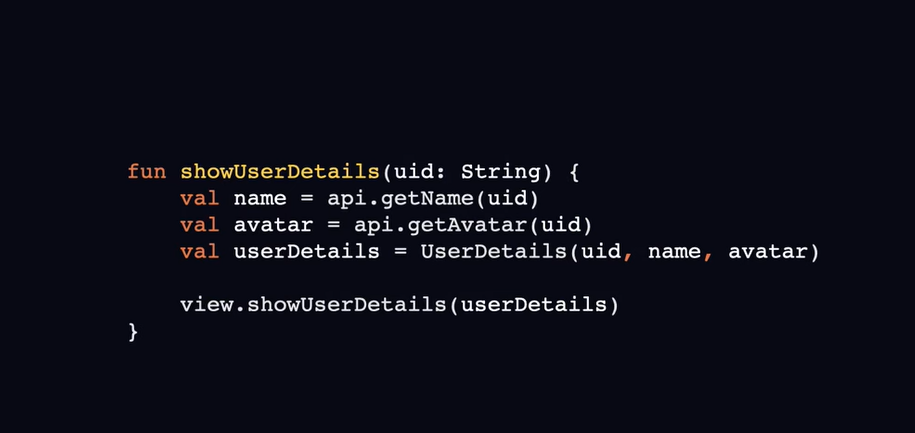 fun showUserDetails(uid: String) {
    val name = api.getName(uid)
    val avatar = api.getAvatar(uid)
    val userDetails = UserDetails(uid, name, avatar)

    view.showUserDetails(userDetails)
}